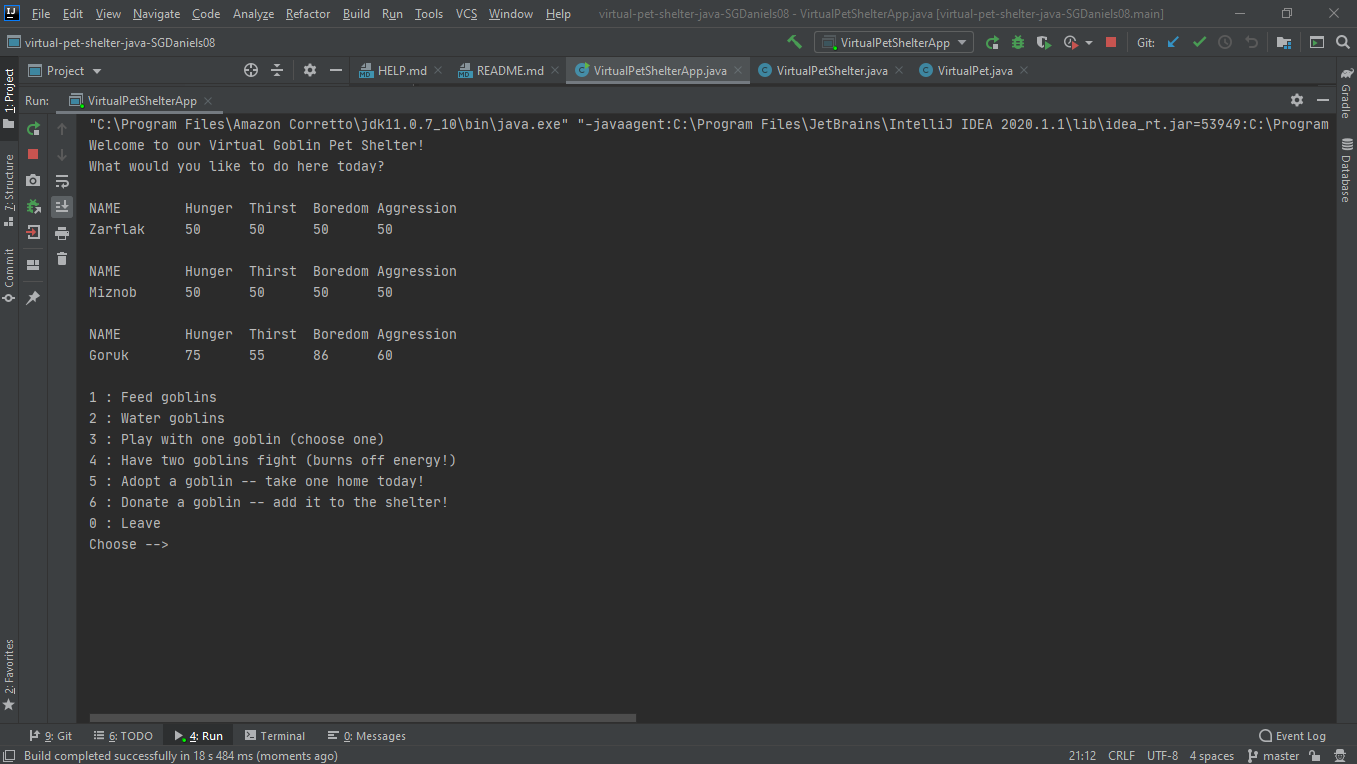 IJ File Edit View Navigate Code Analyze Refactor Build Run Tools VCS Window Help virtual-pet-shelter-java-SGDaniels08 - VirtualPetShelterApp.java [virtual-pet-shelter-java-SGDaniels08.main]
virtual-pet-shelter-java-SGDaniels08 VirtualPetShelterApp Git:
Project HELP.md README.md VirtualPetShelterApp.java VirtualPetShelter.java VirtualPet.java
Run: VirtualPetShelterApp
1: Project
7: Structure
Commit
2: Favorites
Gradle
Database
"C:\Program Files\Amazon Corretto\jdk11.0.7_10\bin\java.exe" "-javaagent:C:\Program Files\JetBrains\IntelliJ IDEA 2020.1.1\lib\idea_rt.jar=53949:C:\Program
Welcome to our Virtual Goblin Pet Shelter!
What would you like to do here today?
NAME Hunger Thirst Boredom Aggression
Zarflak 50 50 50 50
NAME Hunger Thirst Boredom Aggression
Miznob 50 50 50 50
NAME Hunger Thirst Boredom Aggression
Goruk 75 55 86 60
1 : Feed goblins
2 : Water goblins
3 : Play with one goblin (choose one)
4 : Have two goblins fight (burns off energy!)
5 : Adopt a goblin -- take one home today!
6 : Donate a goblin -- add it to the shelter!
0 : Leave
Choose -->
9: Git 6: TODO 4: Run Terminal 0: Messages Event Log
Build completed successfully in 18 s 484 ms (moments ago) 21:12 CRLF UTF-8 4 spaces master